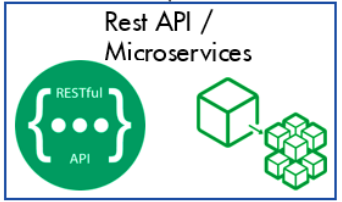 Rest API /
Microservices
RESTful
{•••}
API